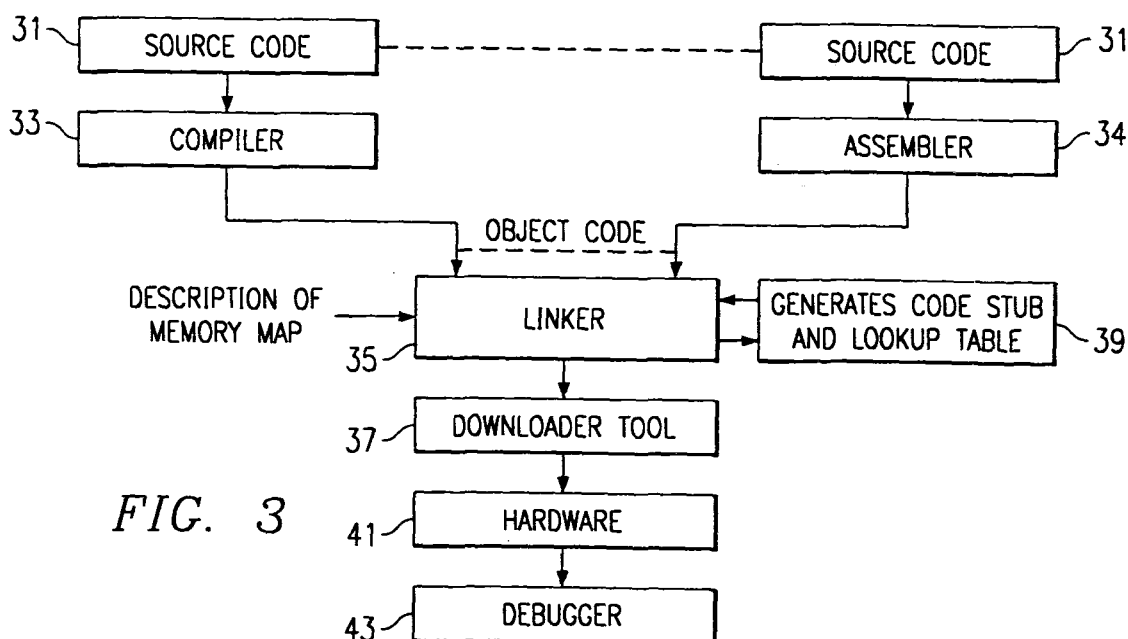 31 SOURCE CODE SOURCE CODE 31
33 COMPILER ASSEMBLER 34
OBJECT CODE
DESCRIPTION OF
MEMORY MAP
LINKER
35
GENERATES CODE STUB
AND LOOKUP TABLE
39
37 DOWNLOADER TOOL
FIG. 3
41 HARDWARE
43 DEBUGGER